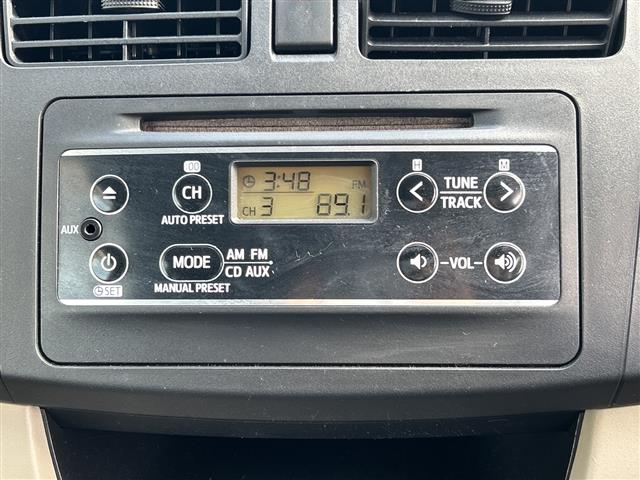 100
H
M
3:48
FM
CH 3
89.1
CH
AUTO PRESET
TUNE
TRACK
AUX
MODE
AM FM
CD AUX
MANUAL PRESET
-VOL-
SET